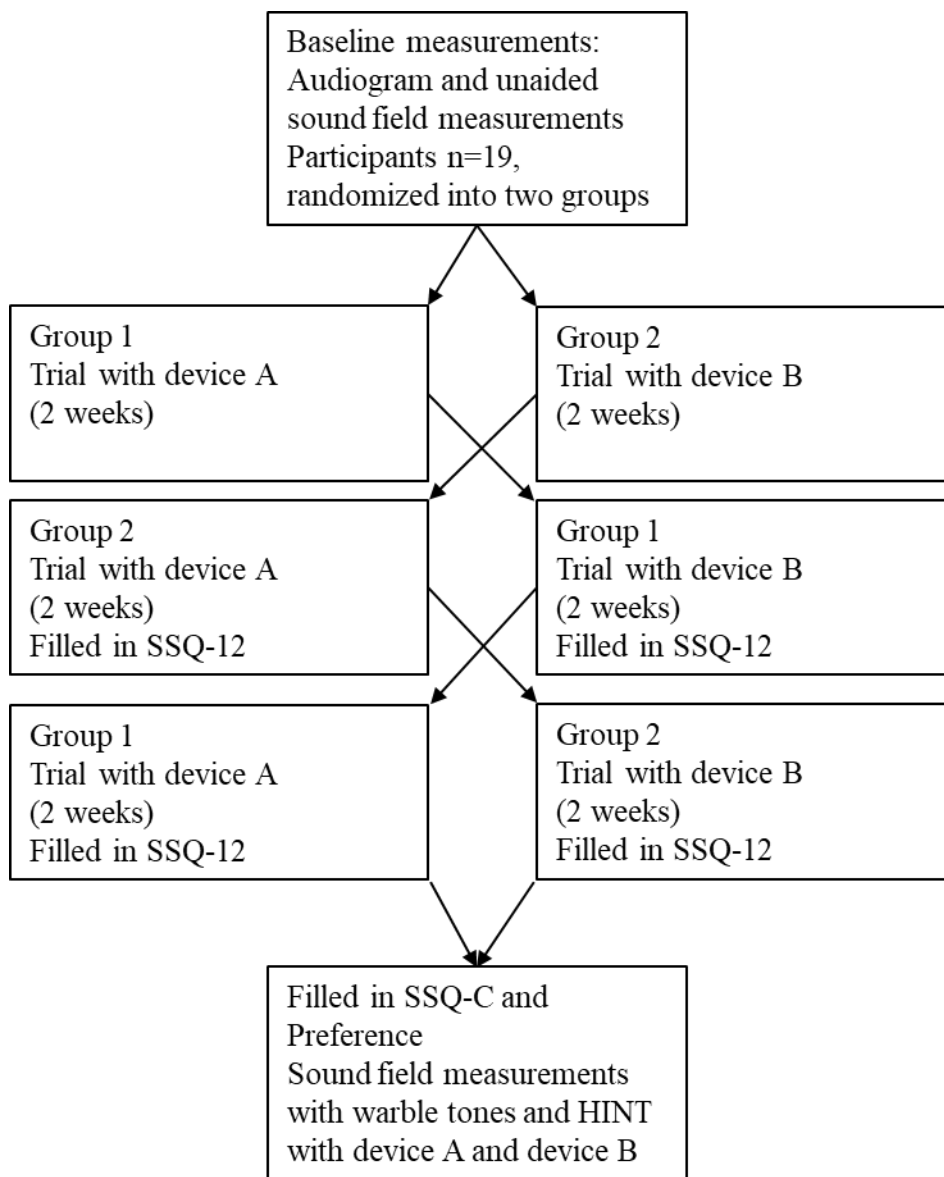 Baseline measurements:
Audiogram and unaided
sound field measurements
Participants n=19,
randomized into two groups
Group 1
Trial with device A
(2 weeks)
Group 2
Trial with device B
(2 weeks)
Group 2
Trial with device A
(2 weeks)
Filled in SSQ-12
Group 1
Trial with device B
(2 weeks)
Filled in SSQ-12
Group 1
Trial with device A
(2 weeks)
Filled in SSQ-12
Group 2
Trial with device B
(2 weeks)
Filled in SSQ-12
Filled in SSQ-C and
Preference
Sound field measurements
with warble tones and HINT
with device A and device B